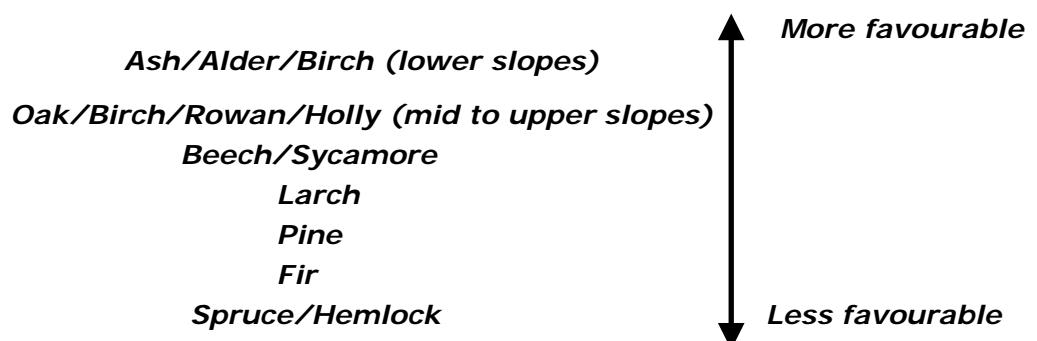 More favourable
Ash/Alder/Birch (lower slopes)
Oak/Birch/Rowan/Holly (mid to upper slopes)
Beech/Sycamore
Larch
Pine
Fir
Spruce/Hemlock
Less favourable